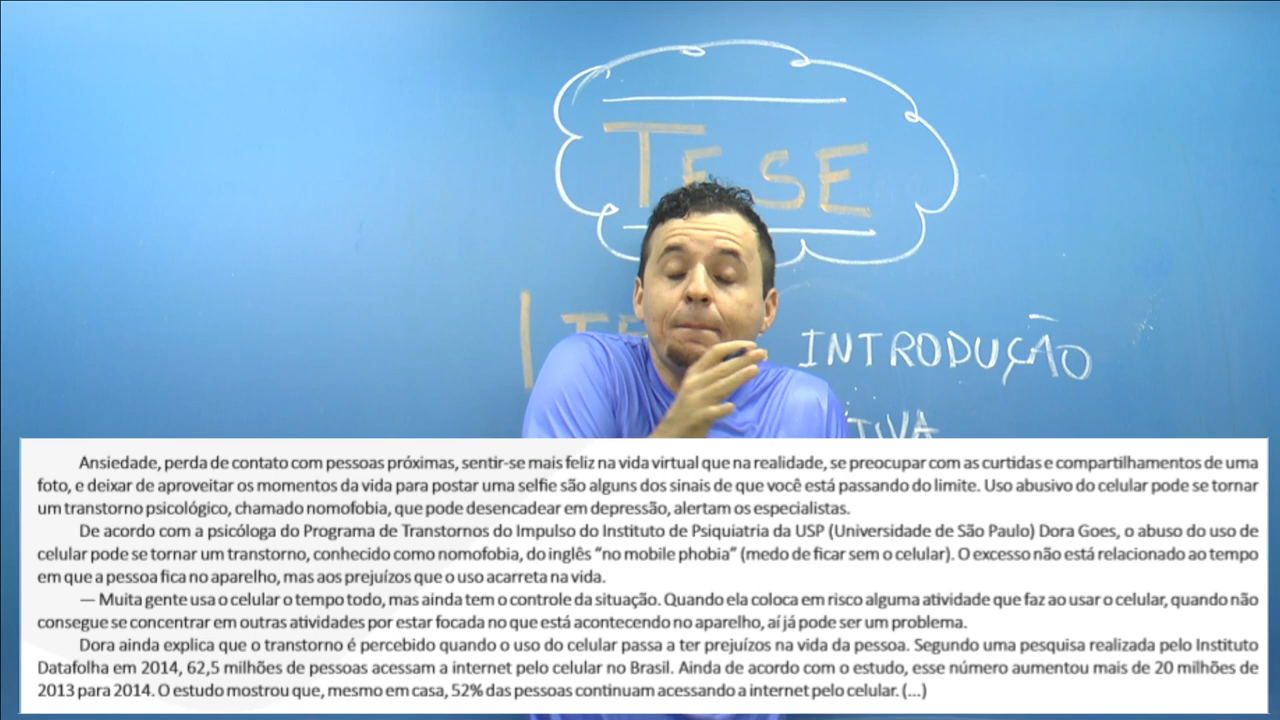 TESE
INTRODUÇÃO
Ansiedade, perda de contato com pessoas próximas, sentir-se mais feliz na vida virtual que na realidade, se preocupar com as curtidas e compartilhamentos de uma
foto, e deixar de aproveitar os momentos da vida para postar uma selfie são alguns dos sinais de que você está passando do limite. Uso abusivo do celular pode se tornar
um transtorno psicológico, chamado nomofobia, que pode desencadear em depressão, alertam os especialistas.
De acordo com a psicóloga do Programa de Transtornos do Impulso do Instituto de Psiquiatria da USP (Universidade de São Paulo) Dora Goes, o abuso do uso de
celular pode se tornar um transtorno, conhecido como nomofobia, do inglês “no mobile phobia” (medo de ficar sem o celular). O excesso não está relacionado ao tempo
em que a pessoa fica no aparelho, mas aos prejuízos que o uso acarreta na vida.
— Muita gente usa o celular o tempo todo, mas ainda tem o controle da situação. Quando ela coloca em risco alguma atividade que faz ao usar o celular, quando não
consegue se concentrar em outras atividades por estar focada no que está acontecendo no aparelho, aí já pode ser um problema.
Dora ainda explica que o transtorno é percebido quando o uso do celular passa a ter prejuízos na vida da pessoa. Segundo uma pesquisa realizada pelo Instituto
Datafolha em 2014, 62,5 milhões de pessoas acessam a internet pelo celular no Brasil. Ainda de acordo com o estudo, esse número aumentou mais de 20 milhões de
2013 para 2014. O estudo mostrou que, mesmo em casa, 52% das pessoas continuam acessando a internet pelo celular. (...)